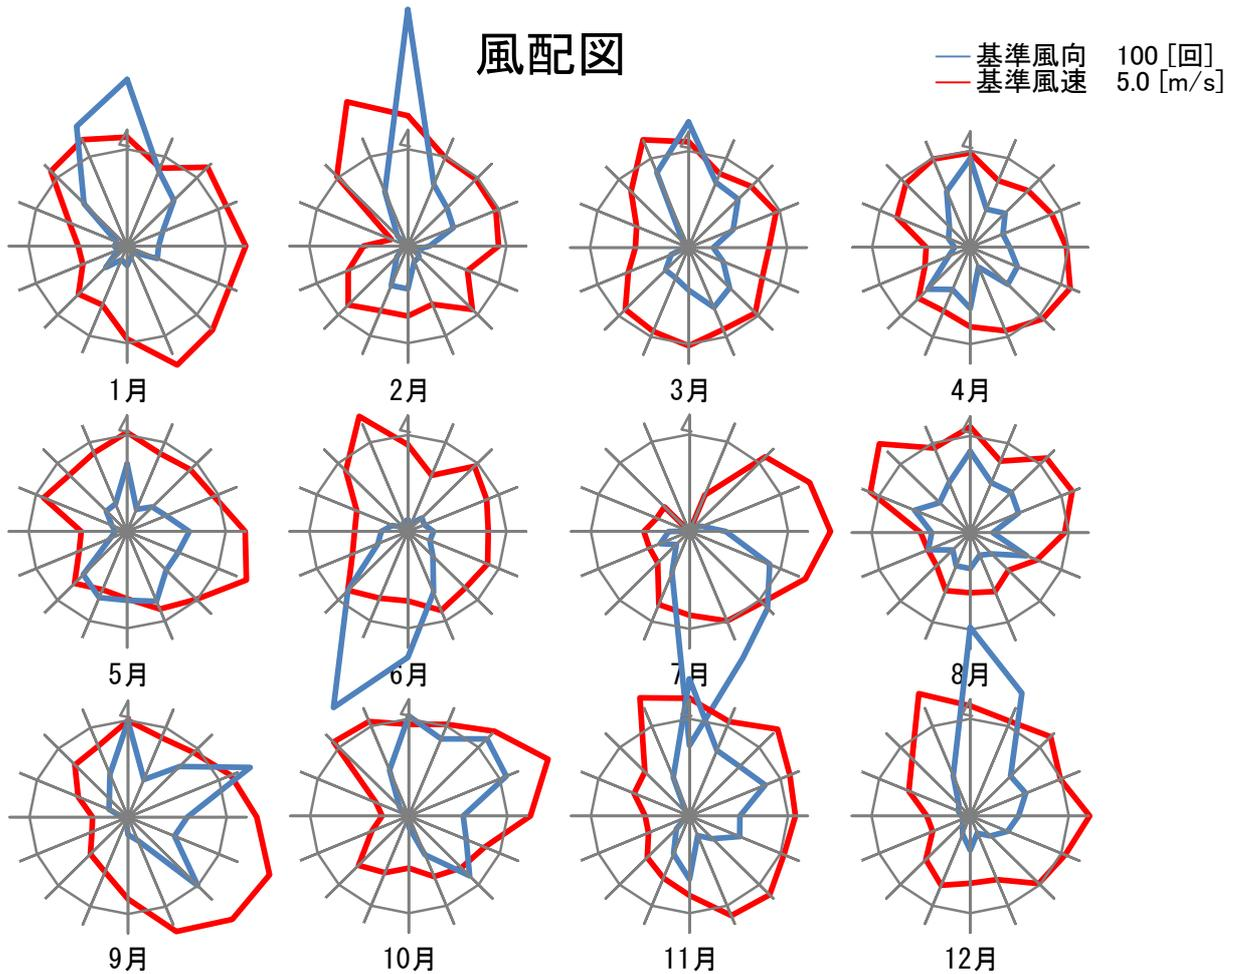 風配図
基準風向 100 [回]
基準風速 5.0 [m/s]
1月
2月
3月
4月
5月
6月
7月
8月
9月
10月
11月
12月